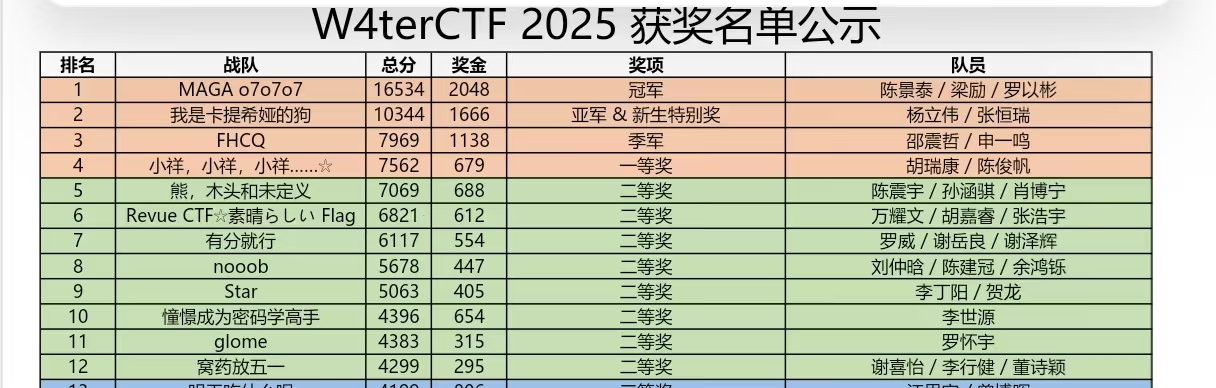 W4terCTF 2025 获奖名单公示
排名 战队 总分 奖金 奖项 队员
1 MAGA o7o7o7 16534 2048 冠军 陈景泰 / 梁励 / 罗以彬
2 我是卡提希娅的狗 10344 1666 亚军 & 新生特别奖 杨立伟 / 张恒瑞
3 FHCQ 7969 1138 季军 邵震哲 / 申一鸣
4 小祥，小祥，小祥......☆ 7562 679 一等奖 胡瑞康 / 陈俊帆
5 熊，木头和未定义 7069 688 二等奖 陈震宇 / 孙涵骐 / 肖博宁
6 Revue CTF☆素晴らしい Flag 6821 612 二等奖 万耀文 / 胡嘉睿 / 张浩宇
7 有分就行 6117 554 二等奖 罗威 / 谢岳良 / 谢泽辉
8 nooob 5678 447 二等奖 刘仲晗 / 陈建冠 / 余鸿铄
9 Star 5063 405 二等奖 李丁阳 / 贺龙
10 憧憬成为密码学高手 4396 654 二等奖 李世源
11 glome 4383 315 二等奖 罗怀宇
12 窝药放五一 4299 295 二等奖 谢喜怡 / 李行健 / 董诗颖